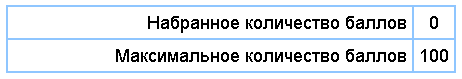 Набранное количество баллов 0
Максимальное количество баллов 100